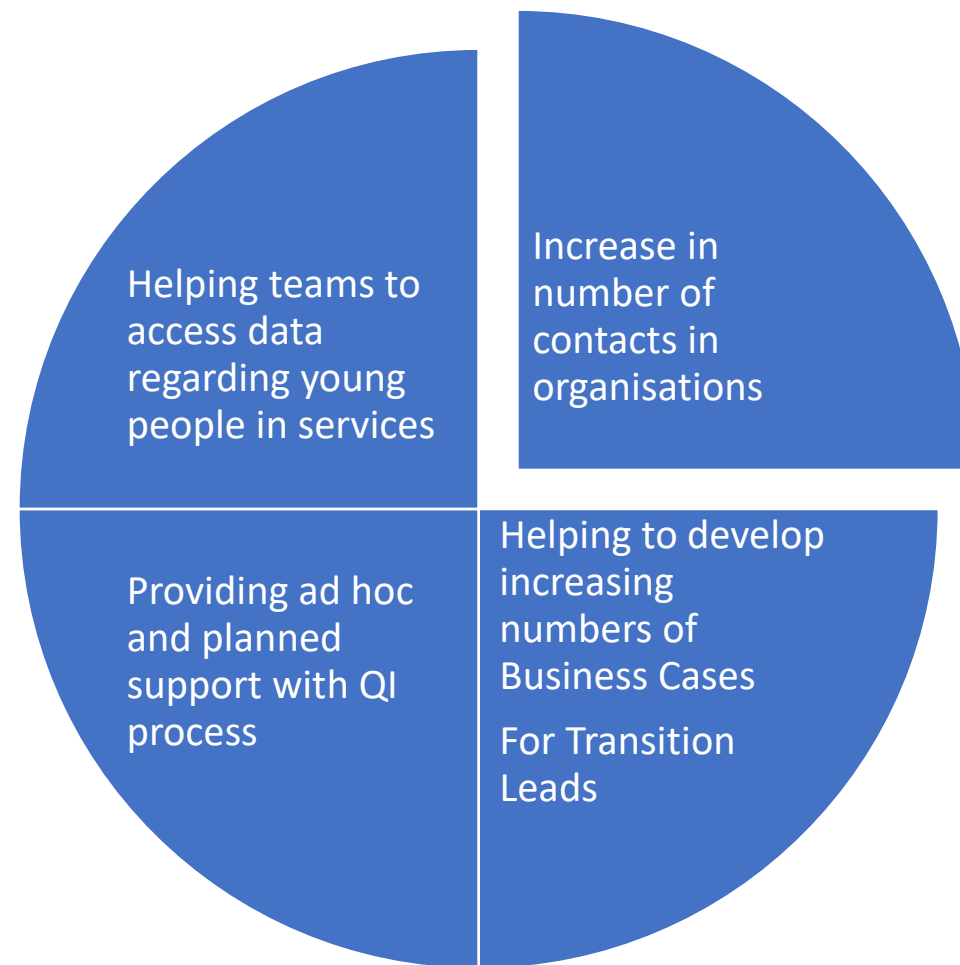 Helping teams to
access data
regarding young
people in services
Increase in
number of
contacts in
organisations
Providing ad hoc
and planned
support with QI
process
Helping to develop
increasing
numbers of
Business Cases
For Transition
Leads